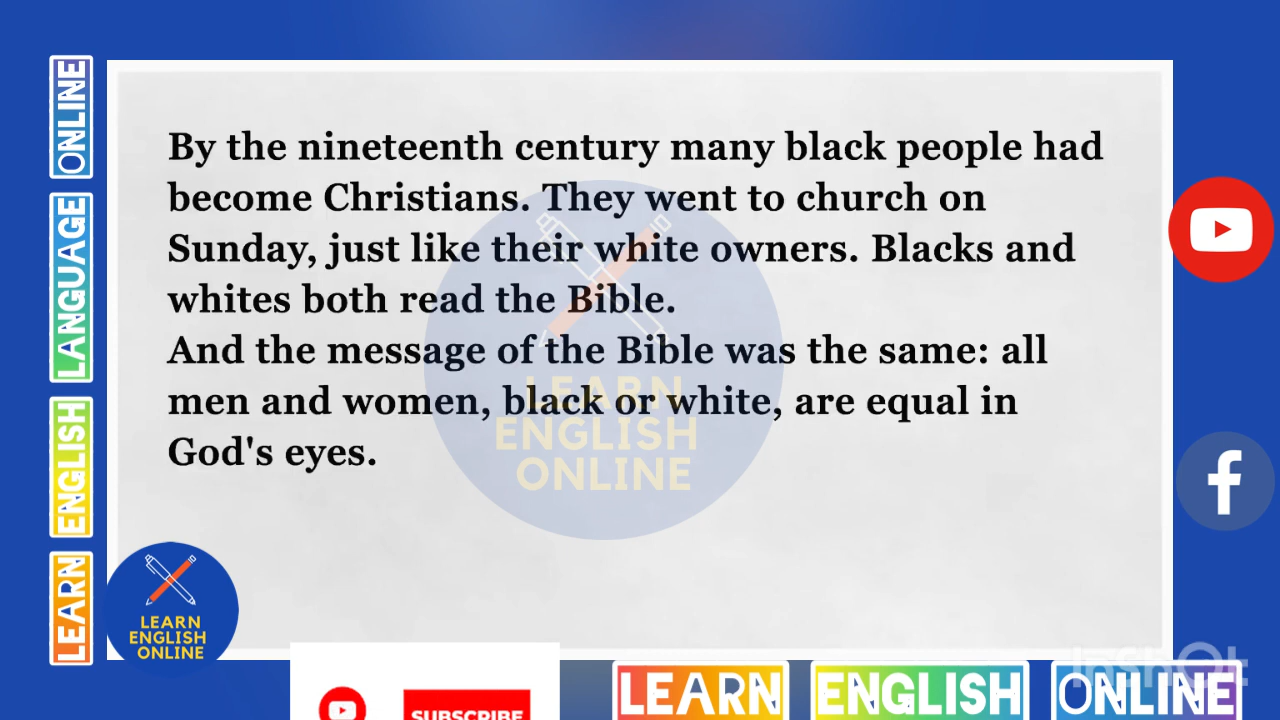 By the nineteenth century many black people had
become Christians. They went to church on
Sunday, just like their white owners. Blacks and
whites both read the Bible.
And the message of the Bible was the same: all
men and women, black or white, are equal in
God's eyes.
LEARN
ENGLISH
ONLINE
LEARN ENGLISH LANGUAGE ONLINE
LEARN
ENGLISH
ONLINE
SUBSCRIBE
LEARN ENGLISH ONLINE
InShOt